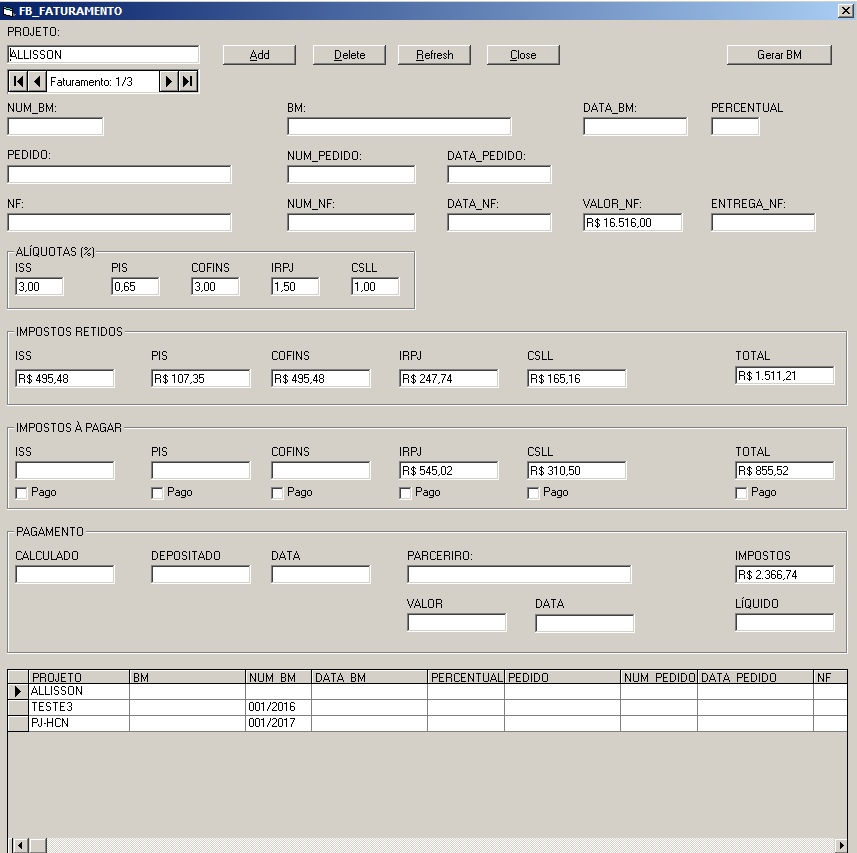 FB_FATURAMENTO
PROJETO:
ALLISSON Add Delete Refresh Close Gerar BM
Faturamento: 1/3
NUM_BM: BM: DATA_BM: PERCENTUAL
PEDIDO: NUM_PEDIDO: DATA_PEDIDO:
NF: NUM_NF: DATA_NF: VALOR_NF: ENTREGA_NF:
R$ 16.516,00
ALÍQUOTAS (%)
ISS PIS COFINS IRPJ CSLL
3,00 0,65 3,00 1,50 1,00
IMPOSTOS RETIDOS
ISS PIS COFINS IRPJ CSLL TOTAL
R$ 495,48 R$ 107,35 R$ 495,48 R$ 247,74 R$ 165,16 R$ 1.511,21
IMPOSTOS À PAGAR
ISS PIS COFINS IRPJ CSLL TOTAL
R$ 545,02 R$ 310,50 R$ 855,52
Pago Pago Pago Pago Pago Pago
PAGAMENTO
CALCULADO DEPOSITADO DATA PARCERIRO: IMPOSTOS
R$ 2.366,74
VALOR DATA LÍQUIDO
PROJETO BM NUM_BM DATA_BM PERCENTUAL PEDIDO NUM_PEDIDO DATA_PEDIDO NF
ALLISSON
TESTE3 001/2016
PJ-HCN 001/2017